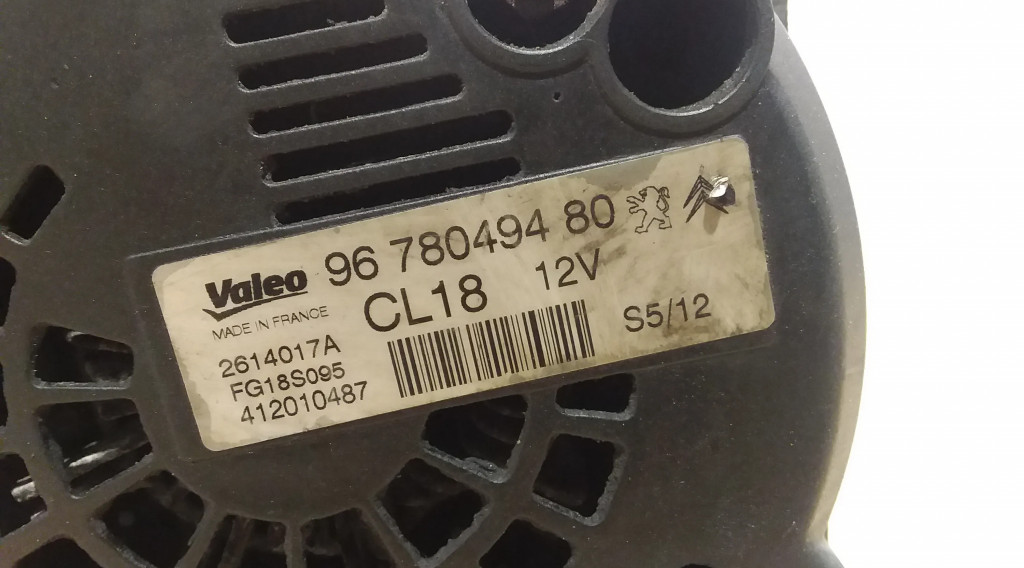 Valeo 96 780494 80
MADE IN FRANCE CL18 12V
2614017A
FG18S095 S5/12
412010487